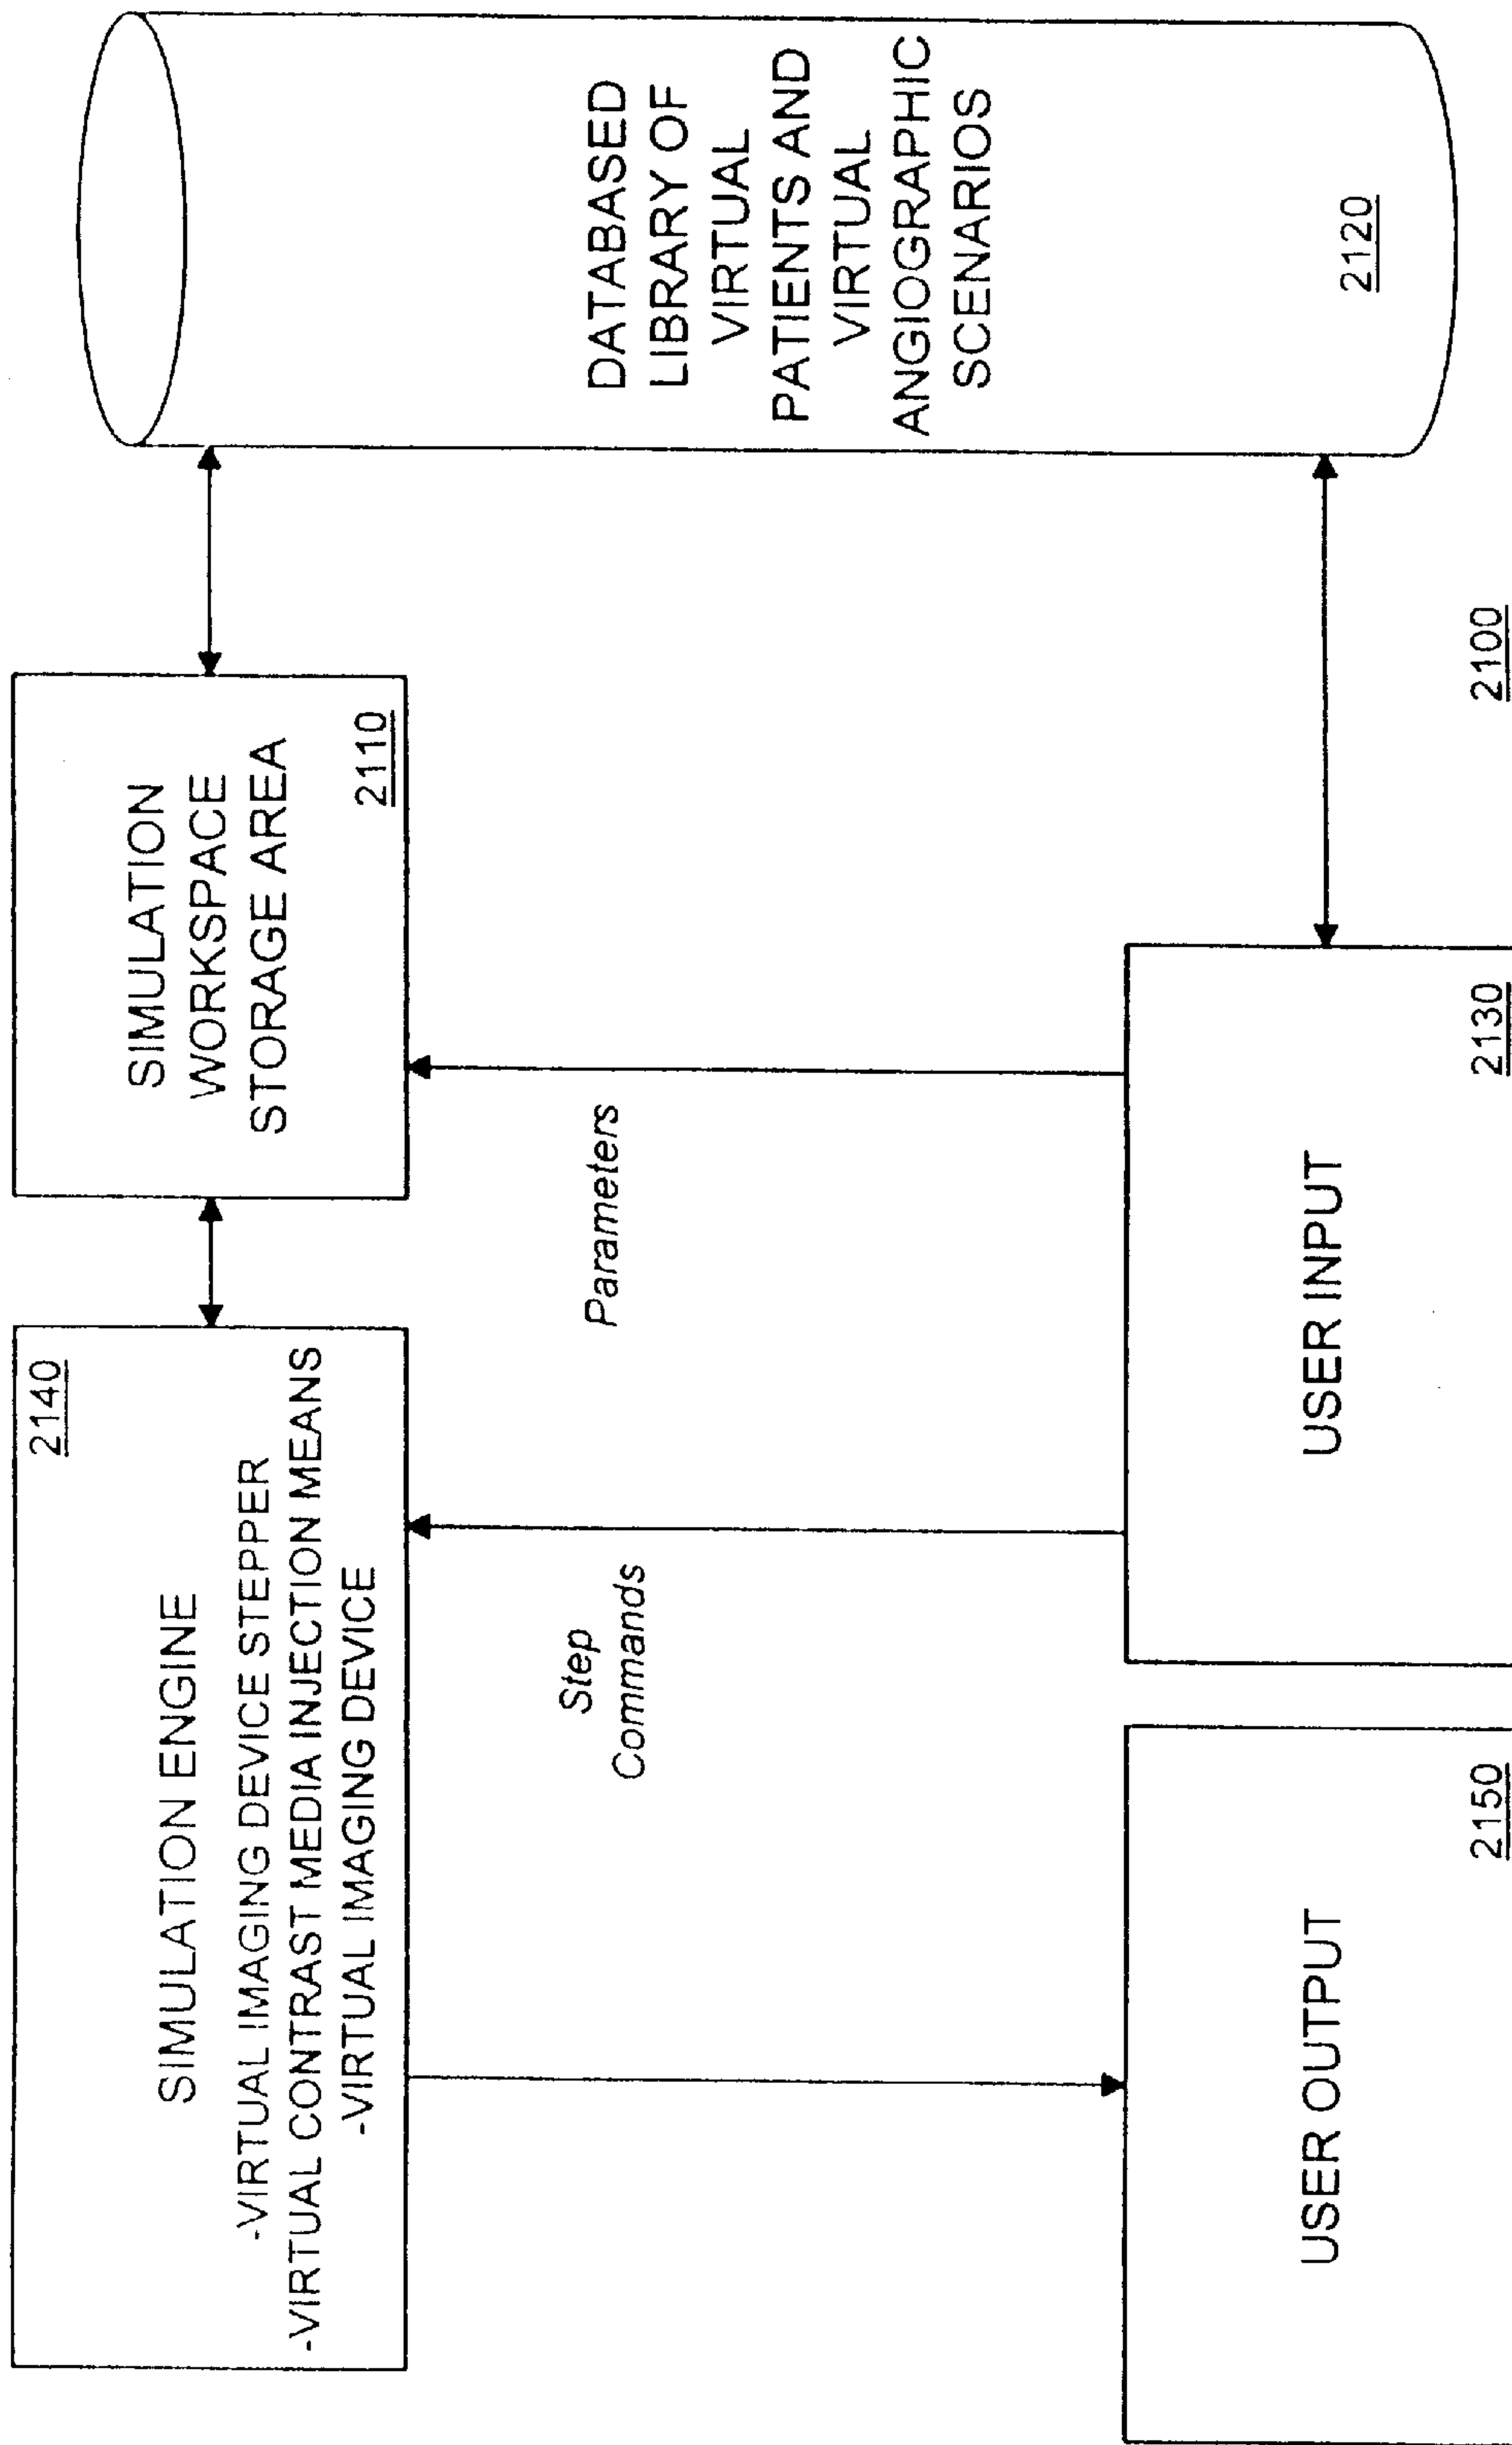 2140
SIMULATION ENGINE
-VIRTUAL IMAGING DEVICE STEPPER
-VIRTUAL CONTRAST MEDIA INJECTION MEANS
-VIRTUAL IMAGING DEVICE
SIMULATION
WORKSPACE
STORAGE AREA
2110
DATABASED
LIBRARY OF
VIRTUAL
PATIENTS AND
VIRTUAL
ANGIOGRAPHIC
SCENARIOS
2120
Step
Commands
Parameters
USER OUTPUT
2150
USER INPUT
2130
2100